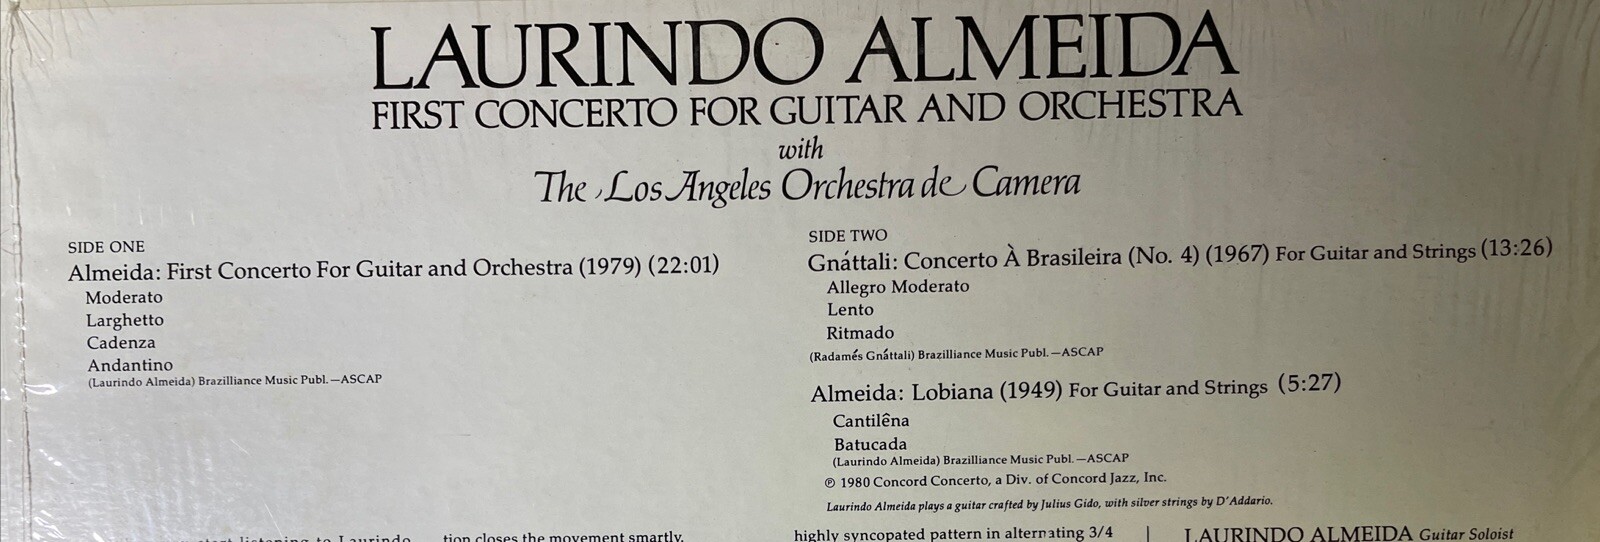 LAURINDO ALMEIDA
FIRST CONCERTO FOR GUITAR AND ORCHESTRA
with
The Los Angeles Orchestra de Camera
SIDE ONE
Almeida: First Concerto For Guitar and Orchestra (1979) (22:01)
Moderato
Larghetto
Cadenza
Andantino
(Laurindo Almeida) Brazilliance Music Publ.—ASCAP
SIDE TWO
Gnáttali: Concerto À Brasileira (No. 4) (1967) For Guitar and Strings (13:26)
Allegro Moderato
Lento
Ritmado
(Radamés Gnáttali) Brazilliance Music Publ.—ASCAP
Almeida: Lobiana (1949) For Guitar and Strings (5:27)
Cantilêna
Batucada
(Laurindo Almeida) Brazilliance Music Publ.—ASCAP
℗ 1980 Concord Concerto, a Div. of Concord Jazz, Inc.
Laurindo Almeida plays a guitar crafted by Julius Gido, with silver strings by D'Addario.
listening to Laurindo
tion closes the movement smartly.
highly syncopated pattern in alternating 3/4
LAURINDO ALMEIDA Guitar Soloist